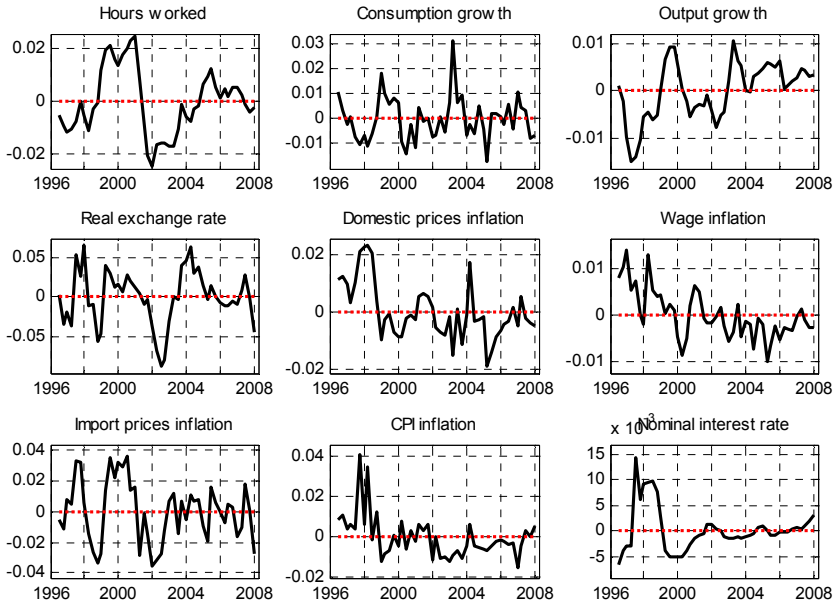 Hours worked Consumption growth Output growth
0.02 0.03 0.01
0.02
0 0.01 0
0
-0.02 -0.01 -0.01
1996 2000 2004 2008 1996 2000 2004 2008 1996 2000 2004 2008
Real exchange rate Domestic prices inflation Wage inflation
0.05 0.02 0.01
0 0 0
-0.05 -0.02 -0.01
1996 2000 2004 2008 1996 2000 2004 2008 1996 2000 2004 2008
Import prices inflation CPI inflation x 10-3 Nominal interest rate
0.04 0.04 15
0.02 0.02 10
0 5
-0.02 0 0
-5
-0.04 -0.02
1996 2000 2004 2008 1996 2000 2004 2008 1996 2000 2004 2008